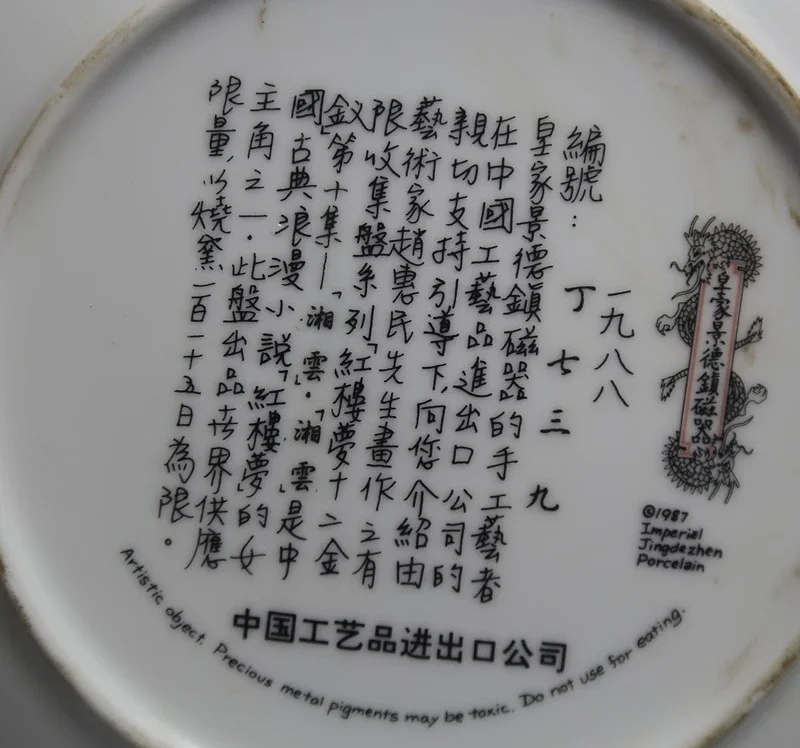 皇家景德鎮磁器
©1987
Imperial
Jingdezhen
Porcelain
一九八八
編號：丁七三九
皇家景德鎮磁器的手工藝者
在中國工藝品進出口公司的
親切支持引導下,向您介紹由
藝術家趙惠民先生畫作之有
限收集盤系列「紅樓夢十二金
釵」第十集—「湘雲」。「湘雲」是中
國古典浪漫小說「紅樓夢」的女
主角之一。此盤出品世界供應
限量,以燒窯一百一十五日為限。
中国工艺品进出口公司
Artistic object. Precious metal pigments may be toxic. Do not use for eating.